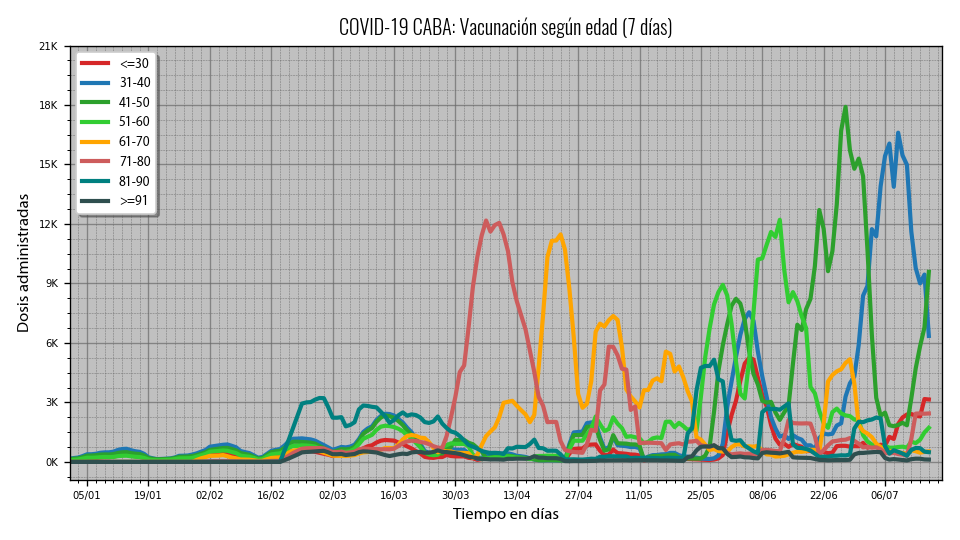 COVID-19 CABA: Vacunación según edad (7 días)
21K
18K
15K
12K
9K
6K
3K
0K
Dosis administradas
<=30
31-40
41-50
51-60
61-70
71-80
81-90
>=91
05/01 19/01 02/02 16/02 02/03 16/03 30/03 13/04 27/04 11/05 25/05 08/06 22/06 06/07
Tiempo en días